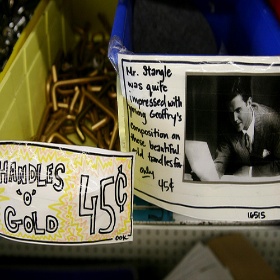 HANDLES
'O'
GOLD
45¢
Mr. Stangle
was quite
impressed with
young Geoffry's
composition on
these beautiful
gold handles for
only
45¢
1651S